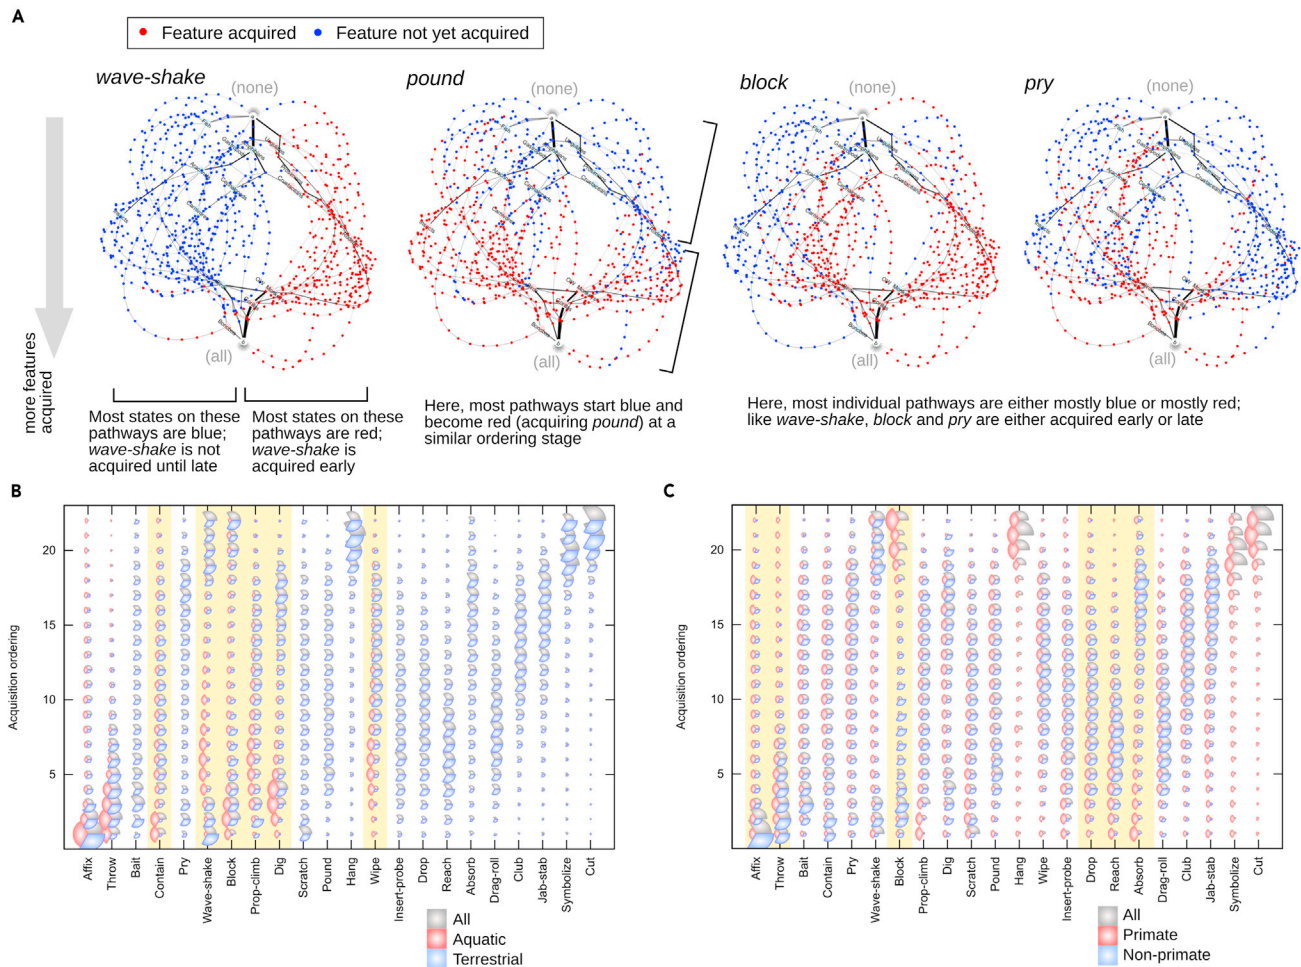 A
Feature acquired
Feature not yet acquired
wave-shake
pound
block
pry
(none)
(none)
(none)
(none)
more features
acquired
(all)
(all)
(all)
(all)
Most states on these
pathways are blue;
wave-shake is not
acquired until late
Most states on these
pathways are red;
wave-shake is
acquired early
Here, most pathways start blue and
become red (acquiring pound) at a
similar ordering stage
Here, most individual pathways are either mostly blue or mostly red;
like wave-shake, block and pry are either acquired early or late
B
Acquisition ordering
20
15
10
5
Affix
Throw
Bait
Contain
Pry
Wave-shake
Block
Prop-climb
Dig
Scratch
Pound
Hang
Wipe
Insert-probe
Drop
Reach
Absorb
Drag-roll
Club
Jab-stab
Symbolize
Cut
All
Aquatic
Terrestrial
C
Acquisition ordering
20
15
10
5
Affix
Throw
Bait
Contain
Pry
Wave-shake
Block
Prop-climb
Dig
Scratch
Pound
Hang
Wipe
Insert-probe
Drop
Reach
Absorb
Drag-roll
Club
Jab-stab
Symbolize
Cut
All
Primate
Non-primate